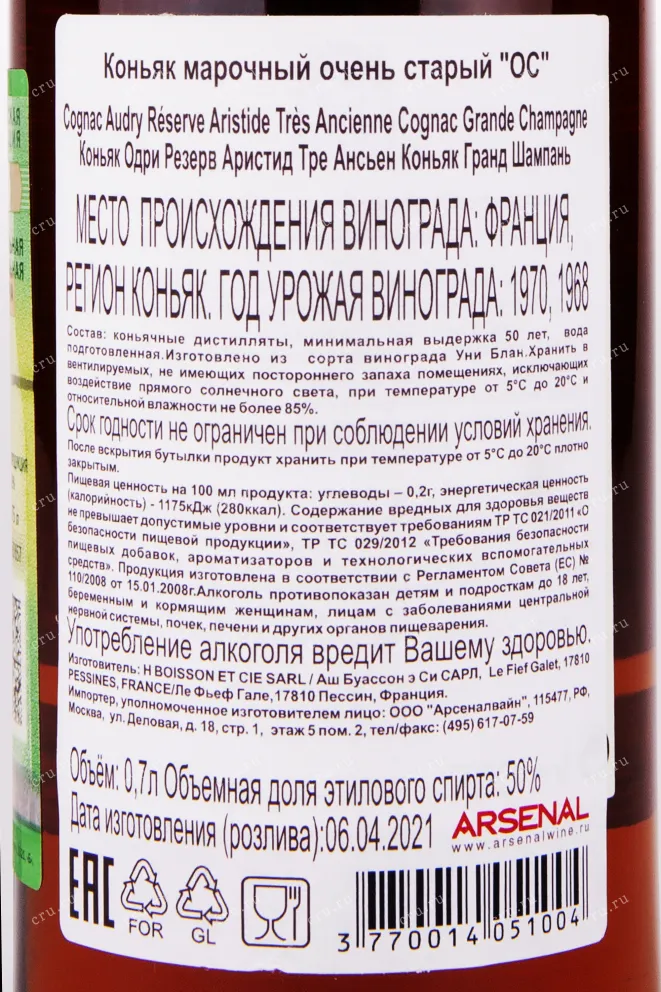 Коньяк марочный очень старый "ОС"
Cognac Audry Réserve Aristide Très Ancienne Cognac Grande Champagne
Коньяк Одри Резерв Аристид Тре Ансьен Коньяк Гранд Шампань
МЕСТО ПРОИСХОЖДЕНИЯ ВИНОГРАДА: ФРАНЦИЯ,
РЕГИОН КОНЬЯК. ГОД УРОЖАЯ ВИНОГРАДА: 1970, 1968
Состав: коньячные дистилляты, минимальная выдержка 50 лет, вода
подготовленная.Изготовлено из сорта винограда Уни Блан.Хранить в
вентилируемых, не имеющих постороннего запаха помещениях, исключающих
воздействие прямого солнечного света, при температуре от 5°С до 20°С и
относительной влажности не более 85%.
Срок годности не ограничен при соблюдении условий хранения.
После вскрытия бутылки продукт хранить при температуре от 5°С до 20°С плотно
закрытым.
Пищевая ценность на 100 мл продукта: углеводы – 0,2г, энергетическая ценность
(калорийность) - 1175кДж (280ккал). Содержание вредных для здоровья веществ
не превышает допустимые уровни и соответствует требованиям ТР ТС 021/2011 «О
безопасности пищевой продукции», ТР ТС 029/2012 «Требования безопасности
пищевых добавок, ароматизаторов и технологических вспомогательных
средств». Продукция изготовлена в соответствии с Регламентом Совета (ЕС) №
110/2008 от 15.01.2008г.Алкоголь противопоказан детям и подросткам до 18 лет,
беременным и кормящим женщинам, лицам с заболеваниями центральной
нервной системы, почек, печени и других органов пищеварения.
Употребление алкоголя вредит Вашему здоровью.
Изготовитель: H BOISSON ET CIE SARL / Аш Буассон э Си САРЛ, Le Fief Galet, 17810
PESSINES, FRANCE/Ле Фьеф Гале,17810 Пессин, Франция.
Импортер, уполномоченное изготовителем лицо: ООО "Арсеналвайн", 115477, РФ,
Москва, ул. Деловая, д. 18, стр. 1, этаж 5 пом. 2, тел/факс: (495) 617-07-59
Объём: 0,7л Объемная доля этилового спирта: 50%
Дата изготовления (розлива):06.04.2021
ARSENAL
www.arsenalwine.ru
EAC
FOR
GL
3 770014 051004